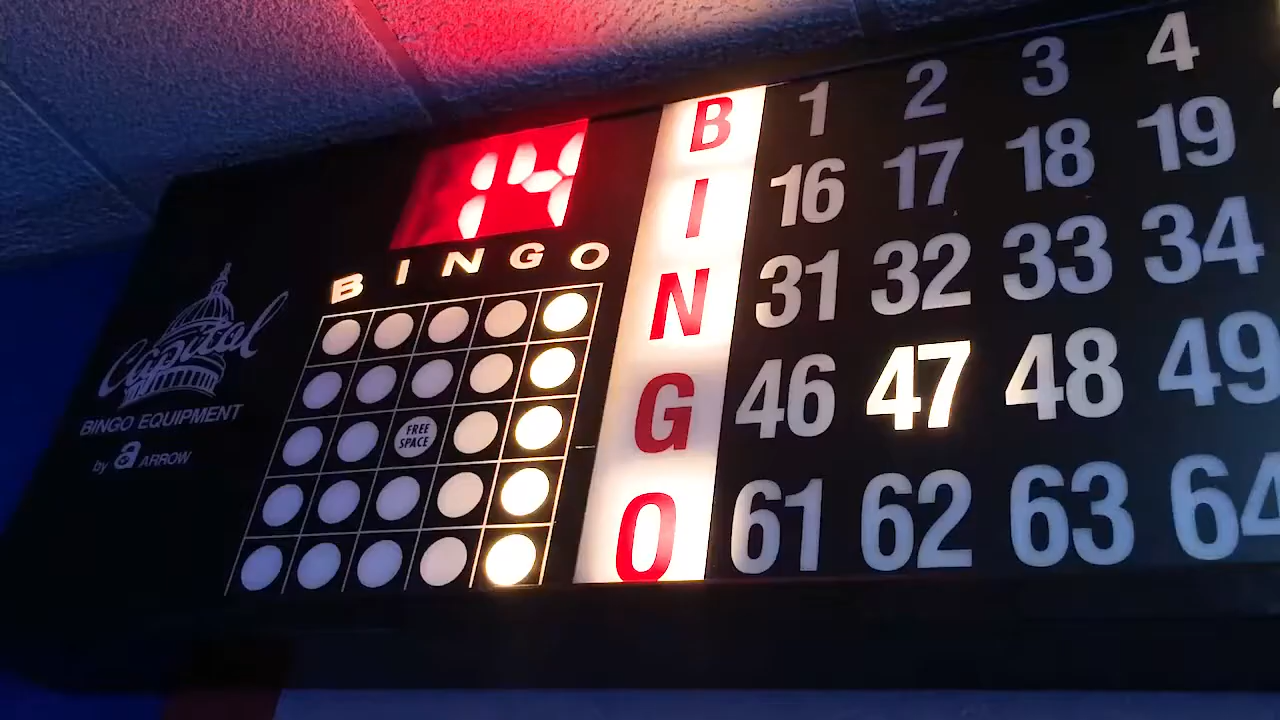 14
B I N G O
Capitol
BINGO EQUIPMENT
by a ARROW
FREE
SPACE
B 1 2 3 4
I 16 17 18 19
N 31 32 33 34
G 46 47 48 49
O 61 62 63 64